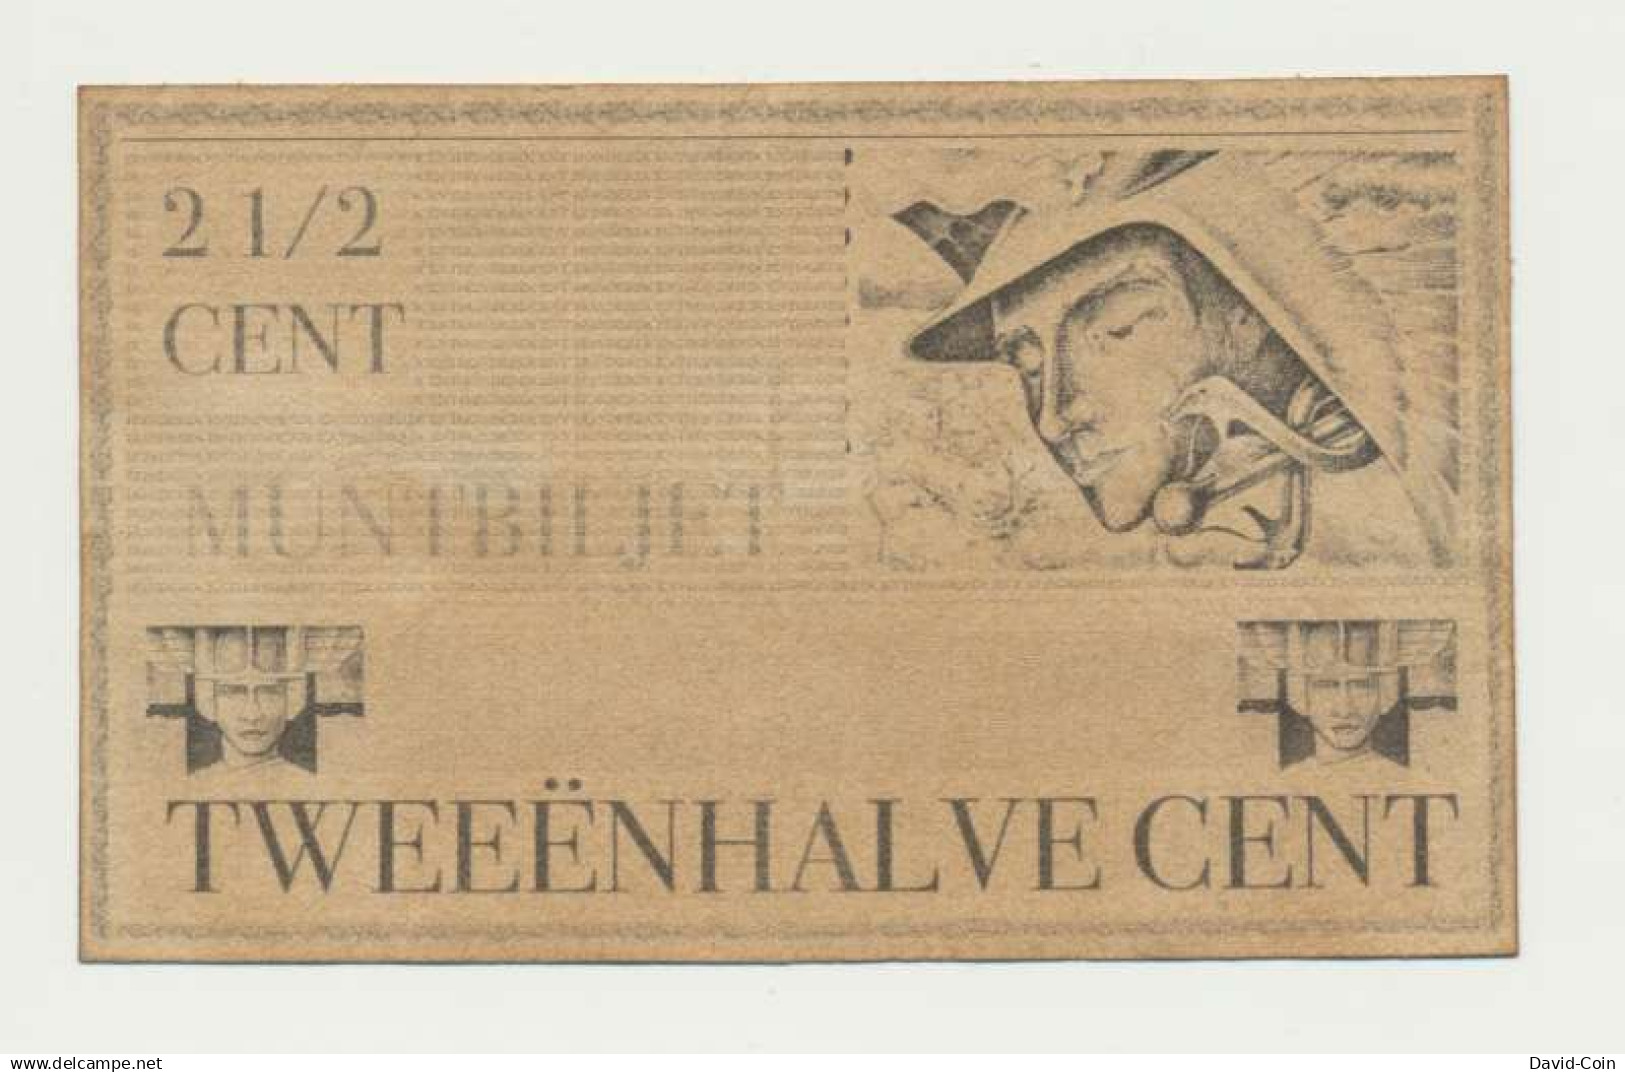 2 1/2
CENT
MUNTBILJET
TWEEËNHALVE CENT
www.delcampe.net
David-Coin